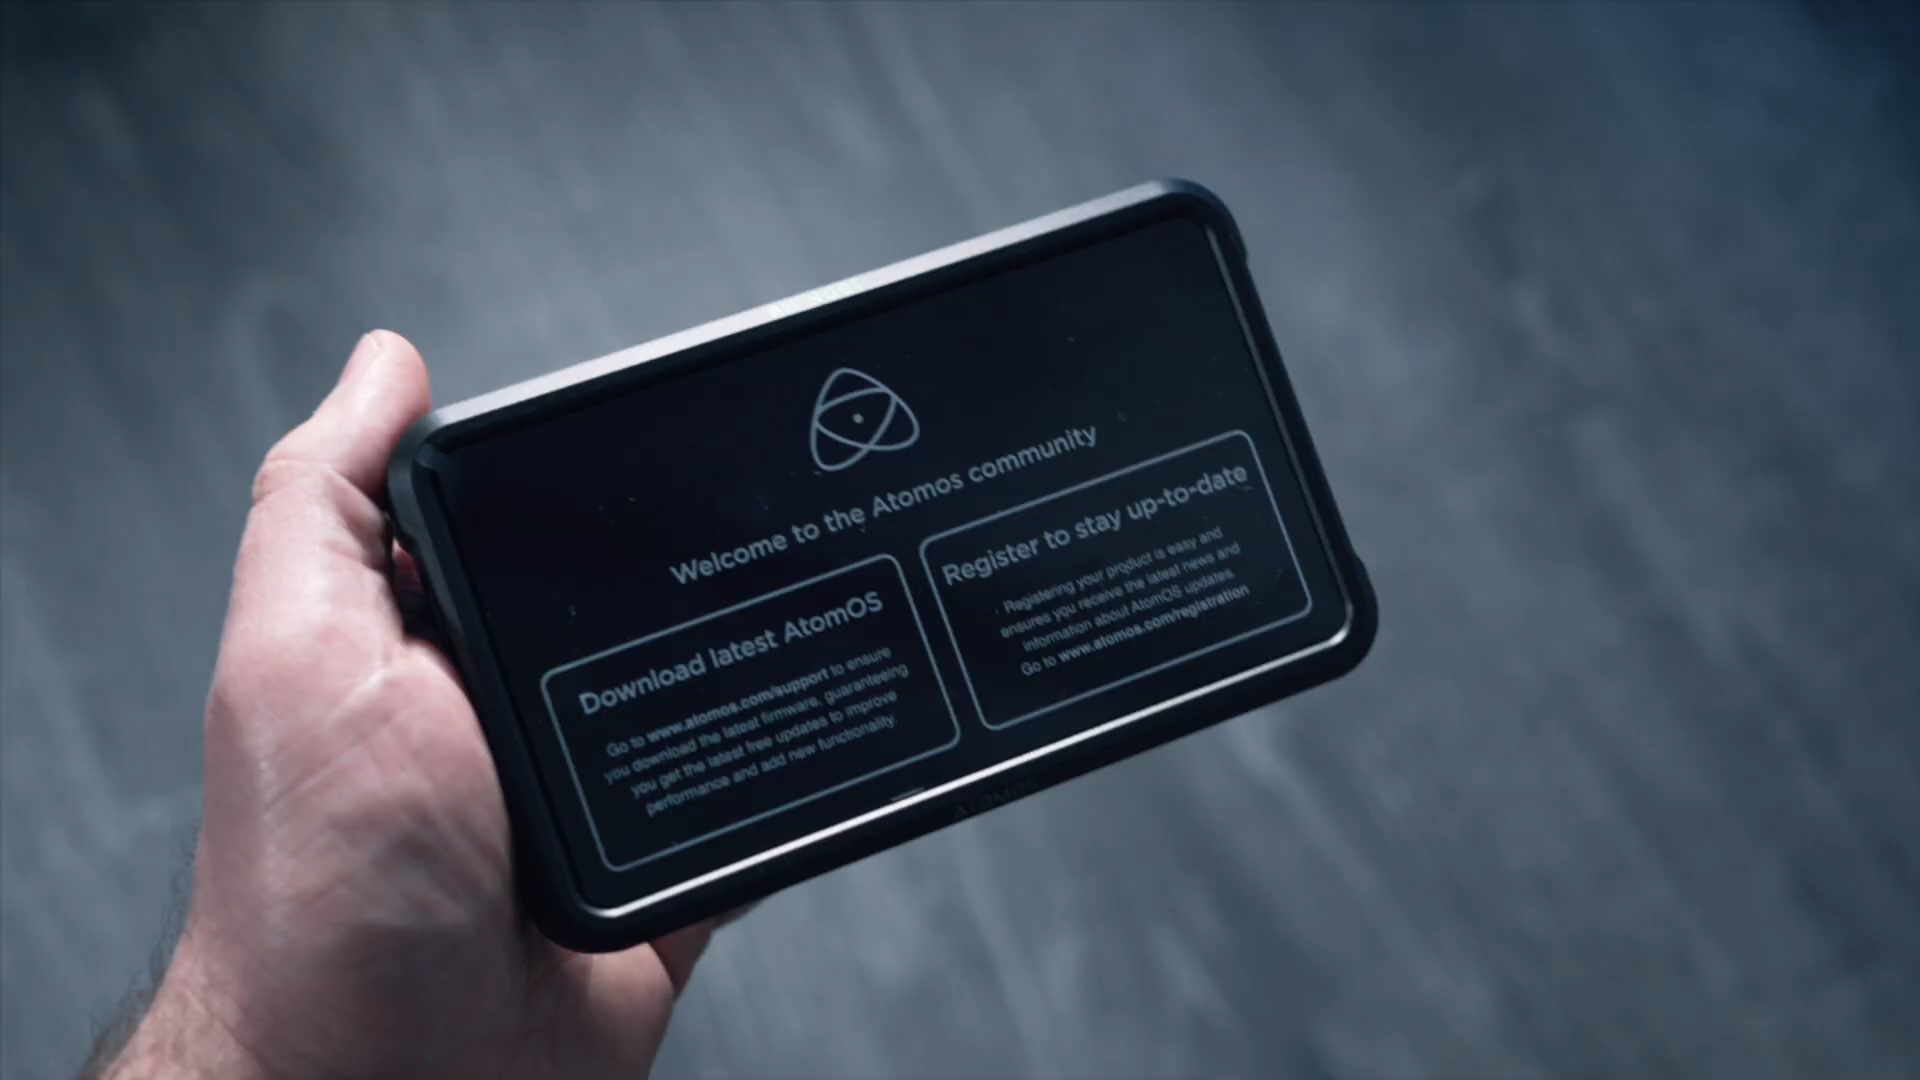 Welcome to the Atomos community
Download latest AtomOS
Go to www.atomos.com/support to ensure
you download the latest firmware, guaranteeing
you get the latest free updates to improve
performance and add new functionality.
Register to stay up-to-date
Registering your product is easy and
ensures you receive the latest news and
information about AtomOS updates.
Go to www.atomos.com/registration
ATOMOS